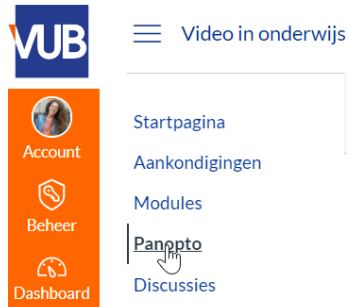 VUB
Video in onderwijs
Account
Beheer
Dashboard
Startpagina
Aankondigingen
Modules
Panopto
Discussies